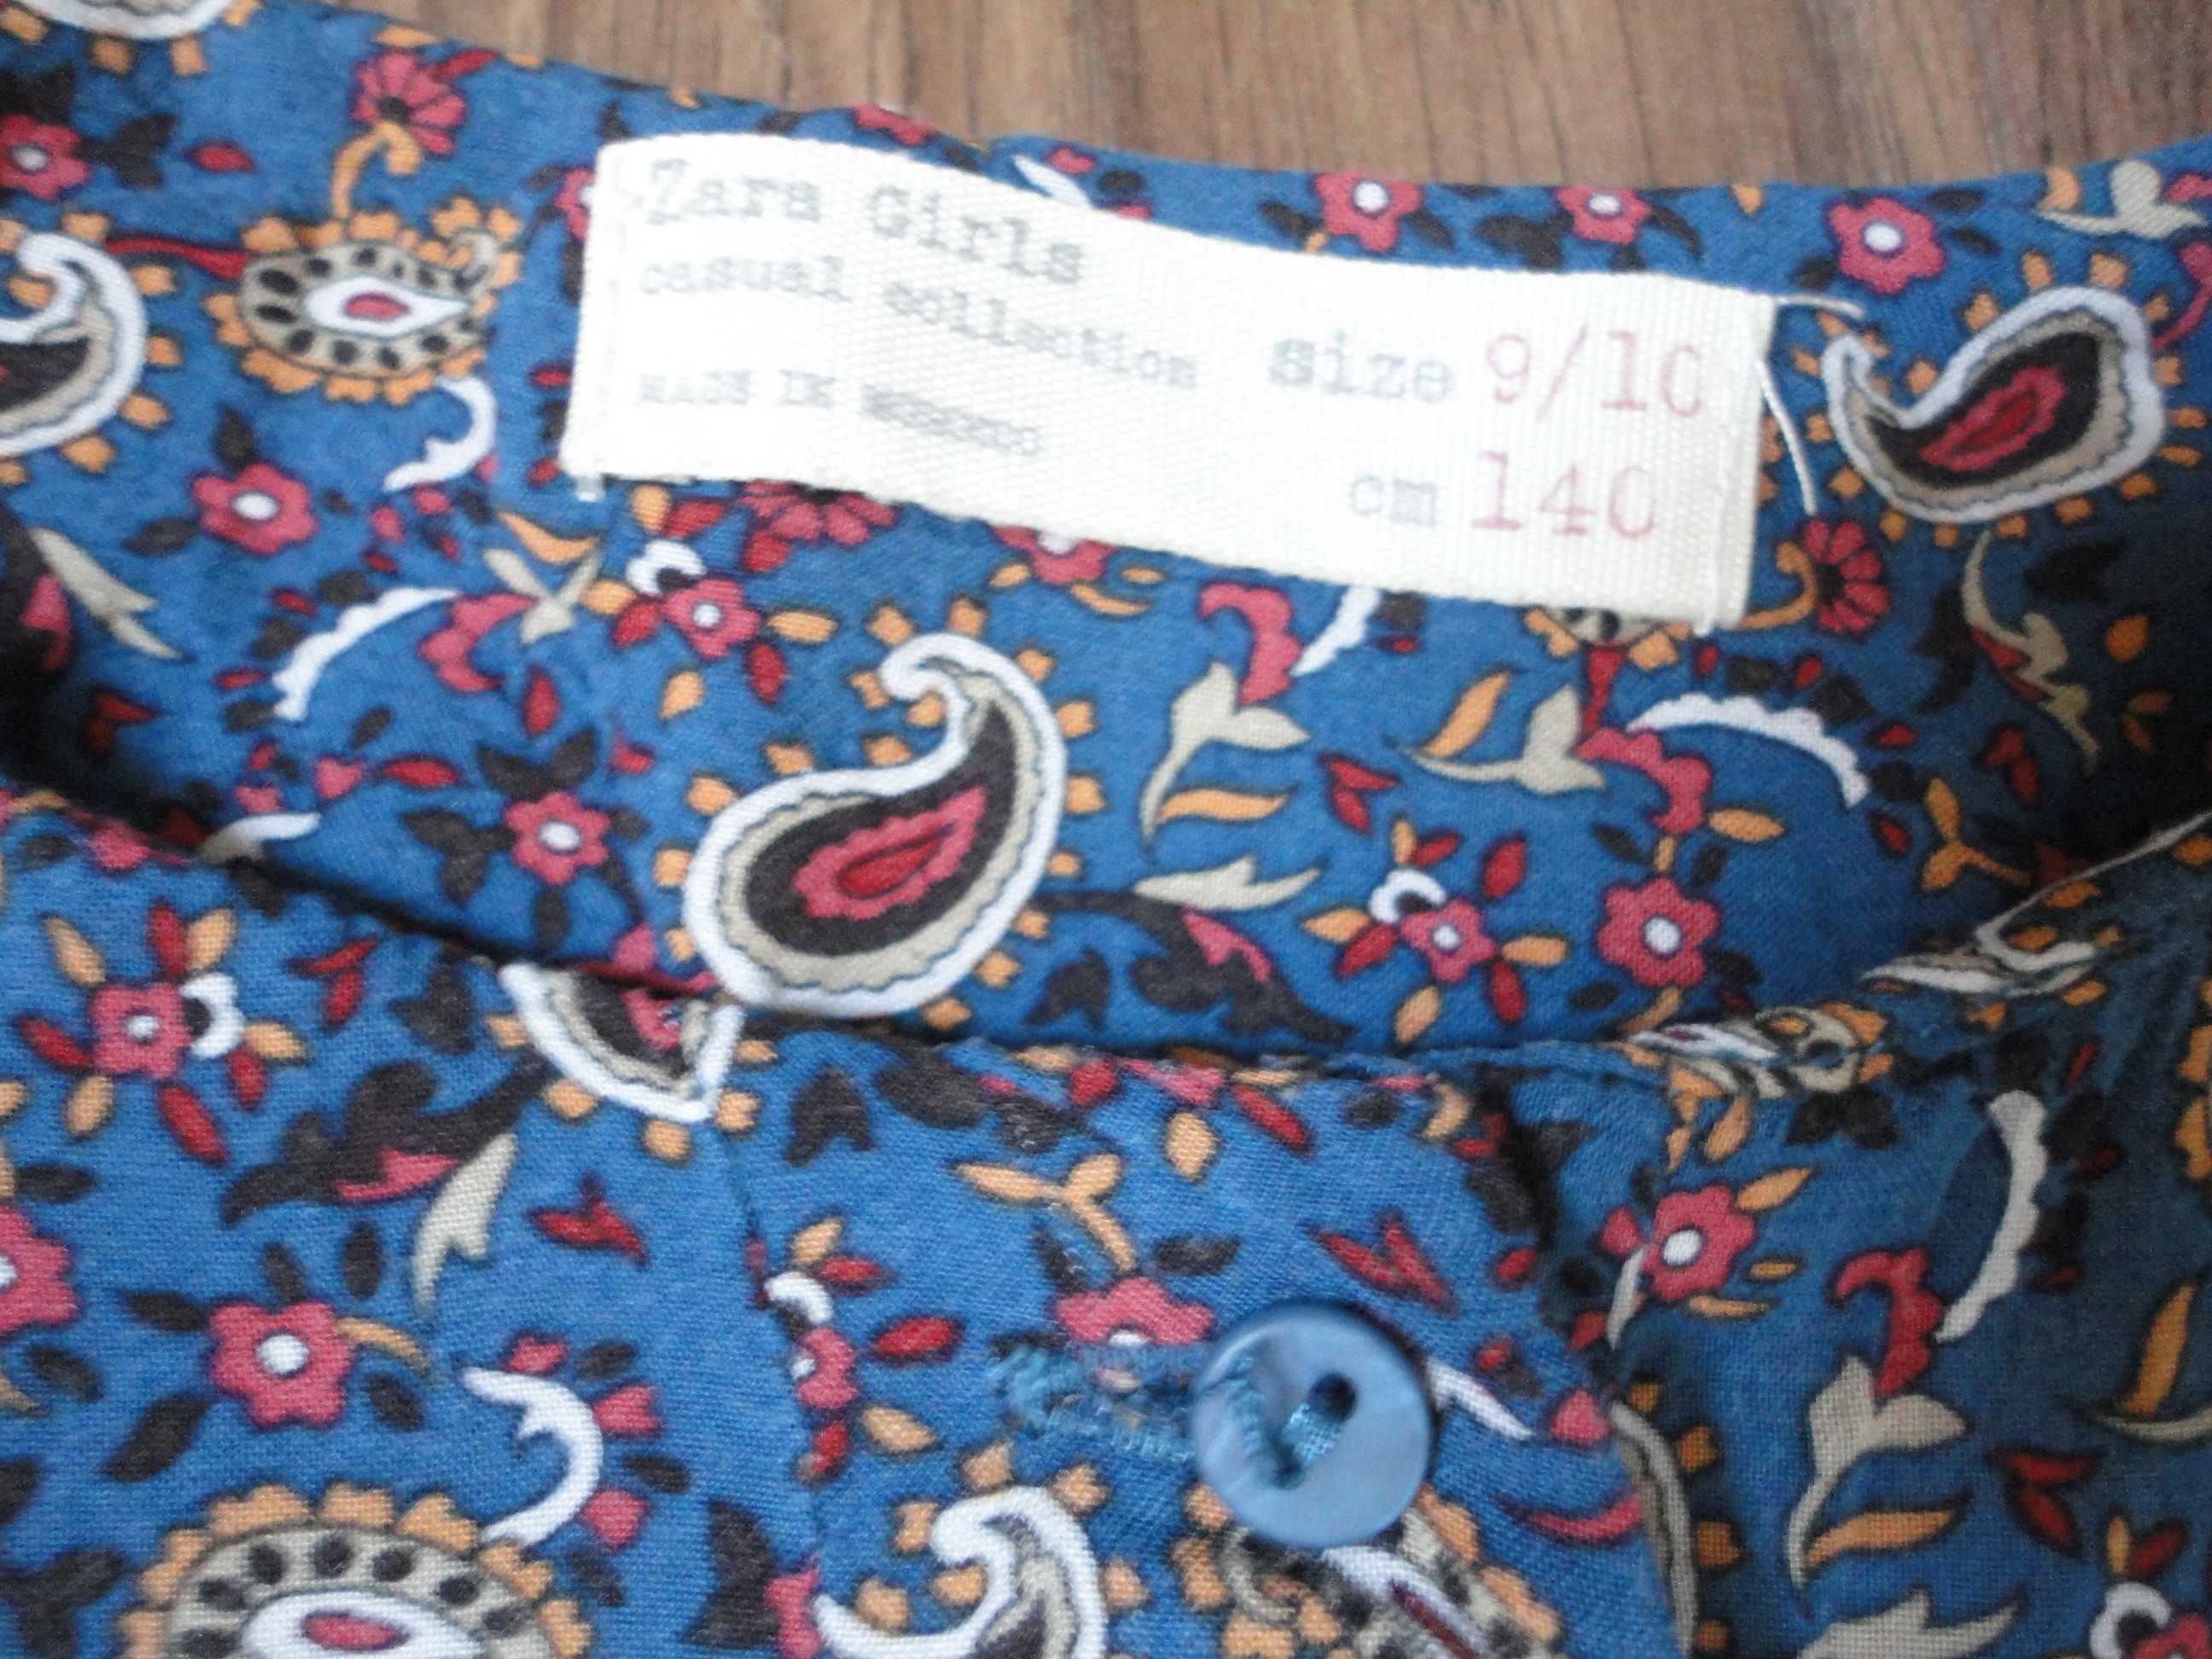 Zara Girls
casual collection
MADE IN MOROCCO
size 9/10
cm 140